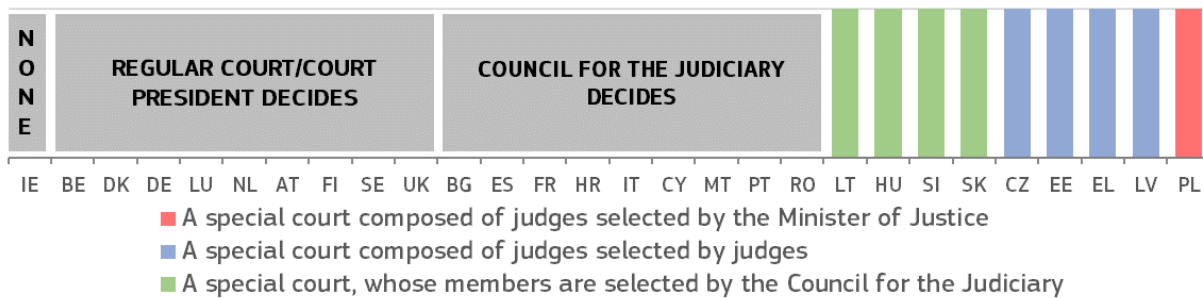 NONE
REGULAR COURT/COURT
PRESIDENT DECIDES
COUNCIL FOR THE JUDICIARY
DECIDES
IE BE DK DE LU NL AT FI SE UK BG ES FR HR IT CY MT PT RO LT HU SI SK CZ EE EL LV PL
A special court composed of judges selected by the Minister of Justice
A special court composed of judges selected by judges
A special court, whose members are selected by the Council for the Judiciary